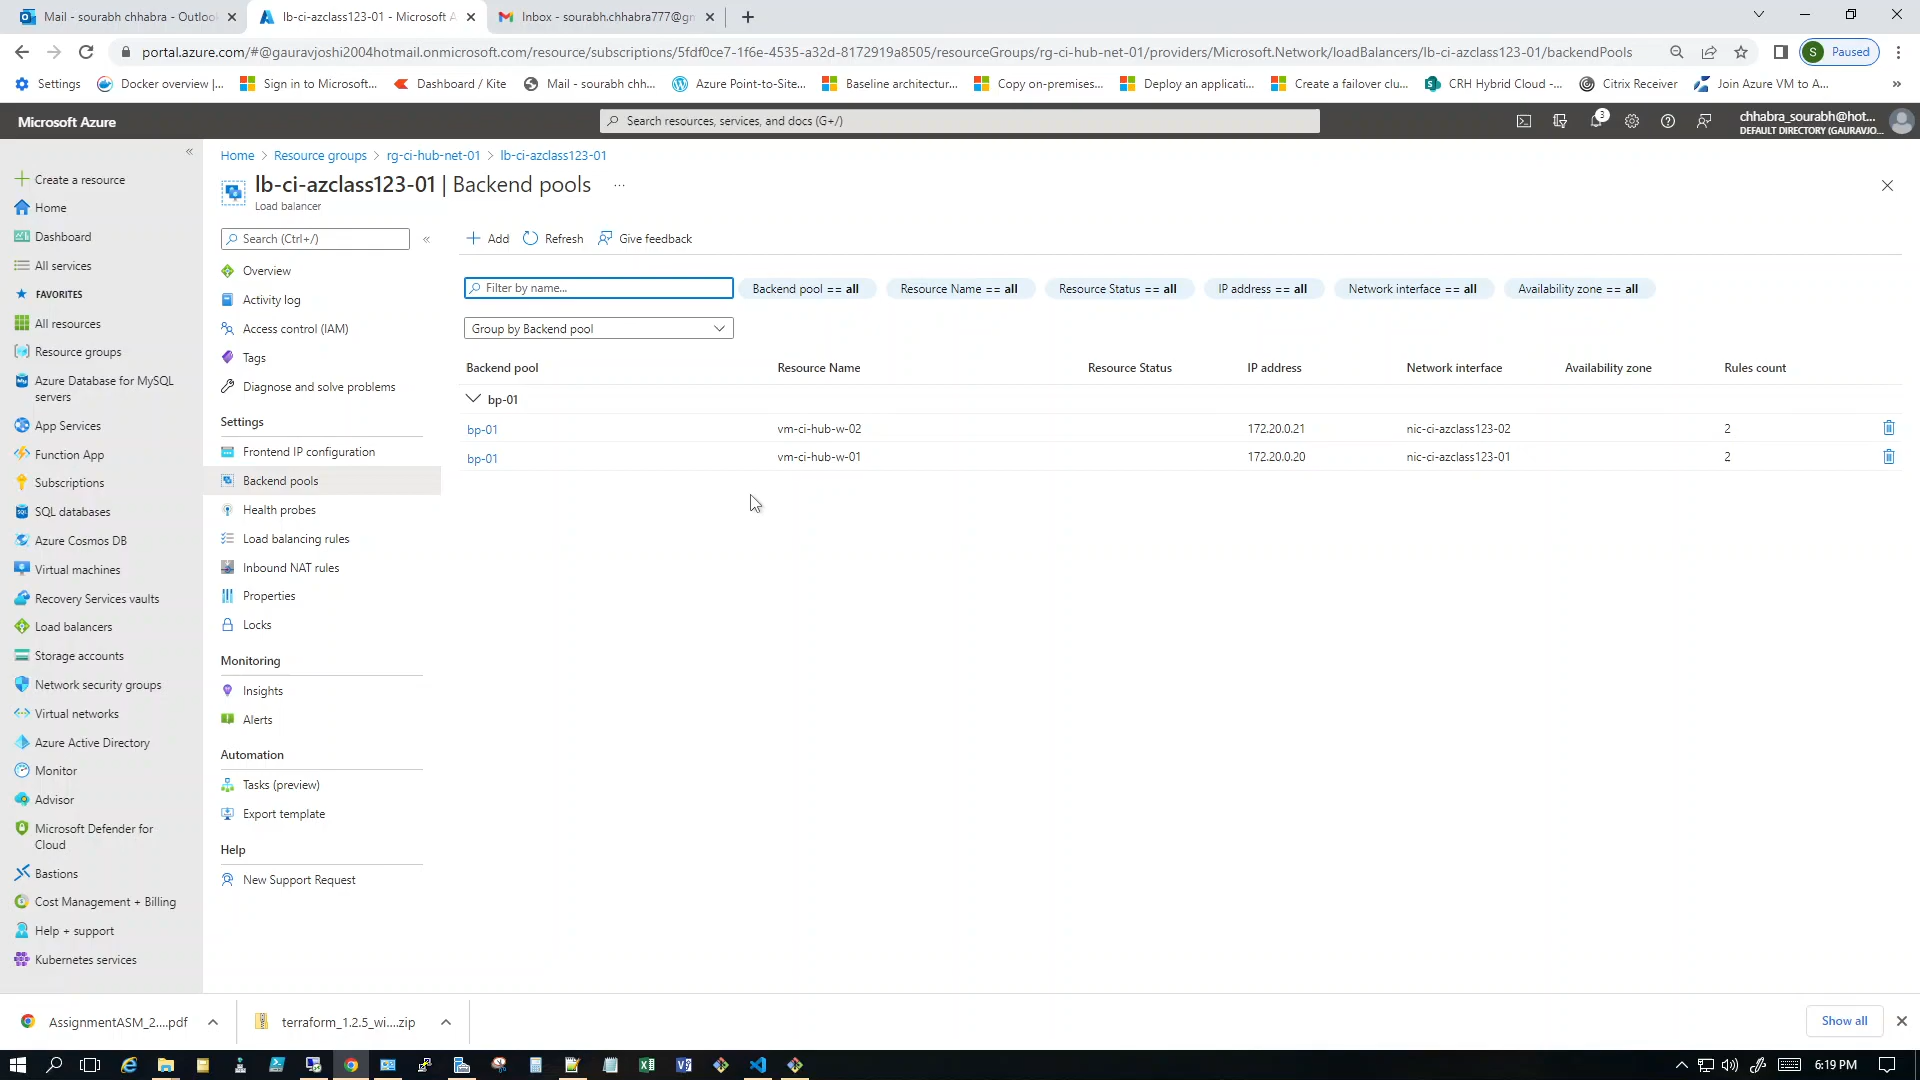 Mail - sourabh chhabra - Outloo
lb-ci-azclass123-01 - Microsoft A
Inbox - sourabh.chhabra777@gm
portal.azure.com/#@gauravjoshi2004hotmail.onmicrosoft.com/resource/subscriptions/5fdf0ce7-1f6e-4535-a32d-8172919a8505/resourceGroups/rg-ci-hub-net-01/providers/Microsoft.Network/loadBalancers/lb-ci-azclass123-01/backendPools
S Paused
Settings
Docker overview |...
Sign in to Microsoft...
Dashboard / Kite
Mail - sourabh chh...
Azure Point-to-Site...
Baseline architectur...
Copy on-premises...
Deploy an applicati...
Create a failover clu...
CRH Hybrid Cloud -...
Citrix Receiver
Join Azure VM to A...
»
Microsoft Azure
Search resources, services, and docs (G+/)
3
chhabra_sourabh@hot...
DEFAULT DIRECTORY (GAURAVJO...
«
Create a resource
Home
Dashboard
All services
FAVORITES
All resources
Resource groups
Azure Database for MySQL
servers
App Services
Function App
Subscriptions
SQL databases
Azure Cosmos DB
Virtual machines
Recovery Services vaults
Load balancers
Storage accounts
Network security groups
Virtual networks
Azure Active Directory
Monitor
Advisor
Microsoft Defender for
Cloud
Bastions
Cost Management + Billing
Help + support
Kubernetes services
Home > Resource groups > rg-ci-hub-net-01 > lb-ci-azclass123-01
lb-ci-azclass123-01 | Backend pools ...
Load balancer
Search (Ctrl+/)
«
Overview
Activity log
Access control (IAM)
Tags
Diagnose and solve problems
Settings
Frontend IP configuration
Backend pools
Health probes
Load balancing rules
Inbound NAT rules
Properties
Locks
Monitoring
Insights
Alerts
Automation
Tasks (preview)
Export template
Help
New Support Request
Add Refresh Give feedback
Filter by name...
Backend pool == all
Resource Name == all
Resource Status == all
IP address == all
Network interface == all
Availability zone == all
Group by Backend pool
Backend pool Resource Name Resource Status IP address Network interface Availability zone Rules count
bp-01
bp-01 vm-ci-hub-w-02 172.20.0.21 nic-ci-azclass123-02 2
bp-01 vm-ci-hub-w-01 172.20.0.20 nic-ci-azclass123-01 2
AssignmentASM_2....pdf
terraform_1.2.5_wi....zip
Show all
6:19 PM